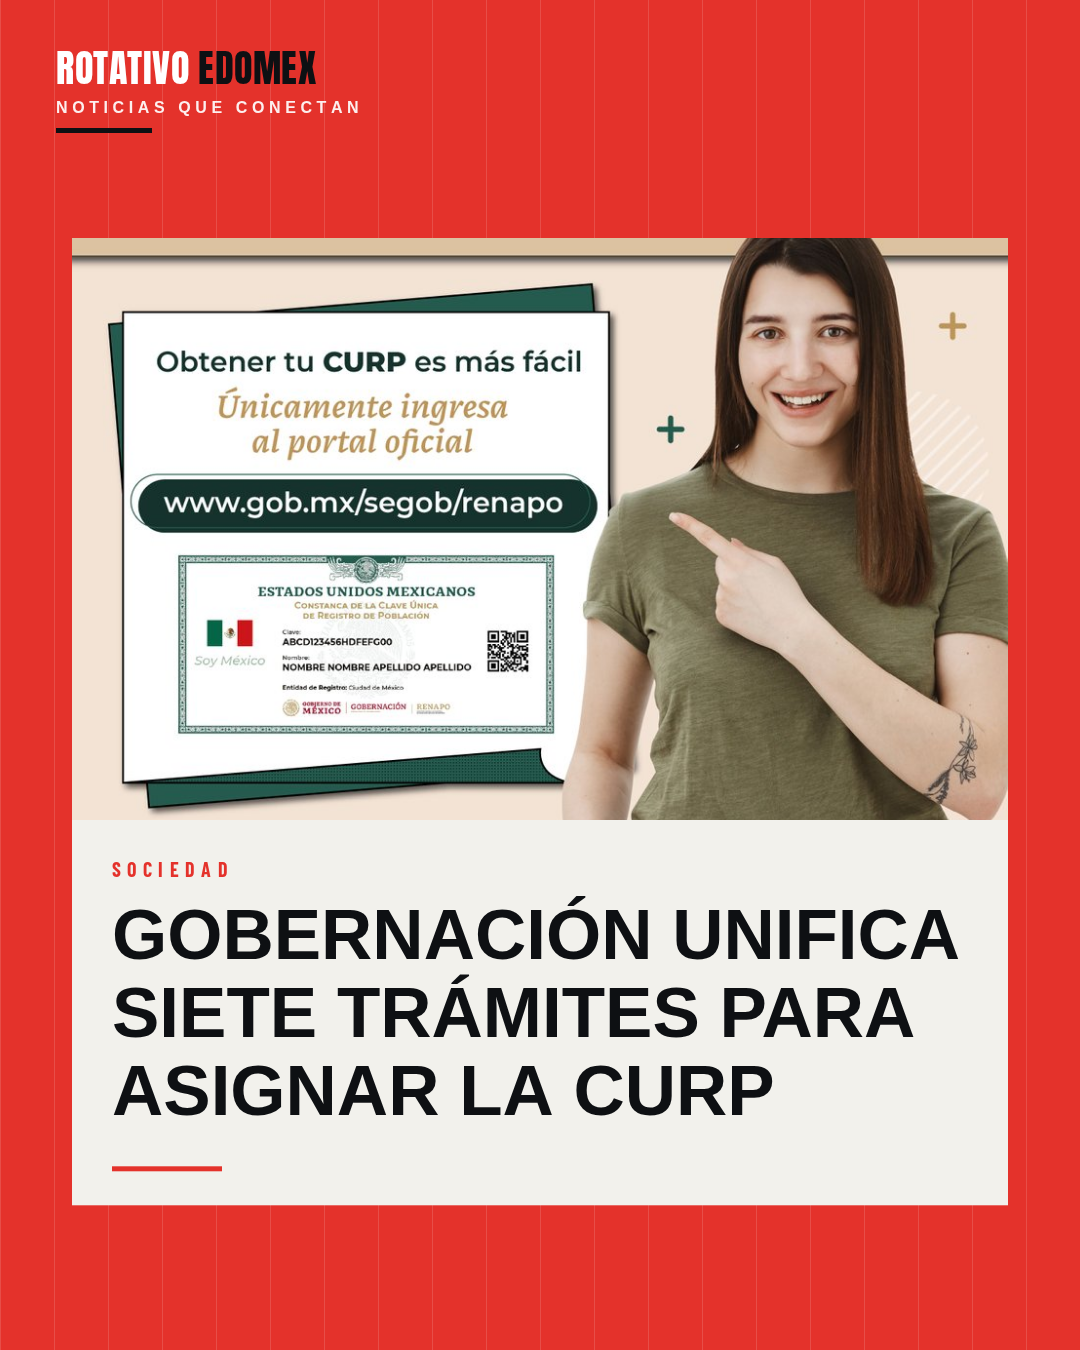 ROTATIVO EDOMEX
NOTICIAS QUE CONECTAN
Obtener tu CURP es más fácil
Únicamente ingresa
al portal oficial
www.gob.mx/segob/renapo
ESTADOS UNIDOS MEXICANOS
Constancia de la Clave Única
de Registro de Población
Soy México
Clave:
ABCD123456HDFEFG00
Nombre:
NOMBRE NOMBRE APELLIDO APELLIDO
Entidad de Registro: Ciudad de México
GOBIERNO DE
MÉXICO
GOBERNACIÓN
RENAPO
SOCIEDAD
GOBERNACIÓN UNIFICA
SIETE TRÁMITES PARA
ASIGNAR LA CURP